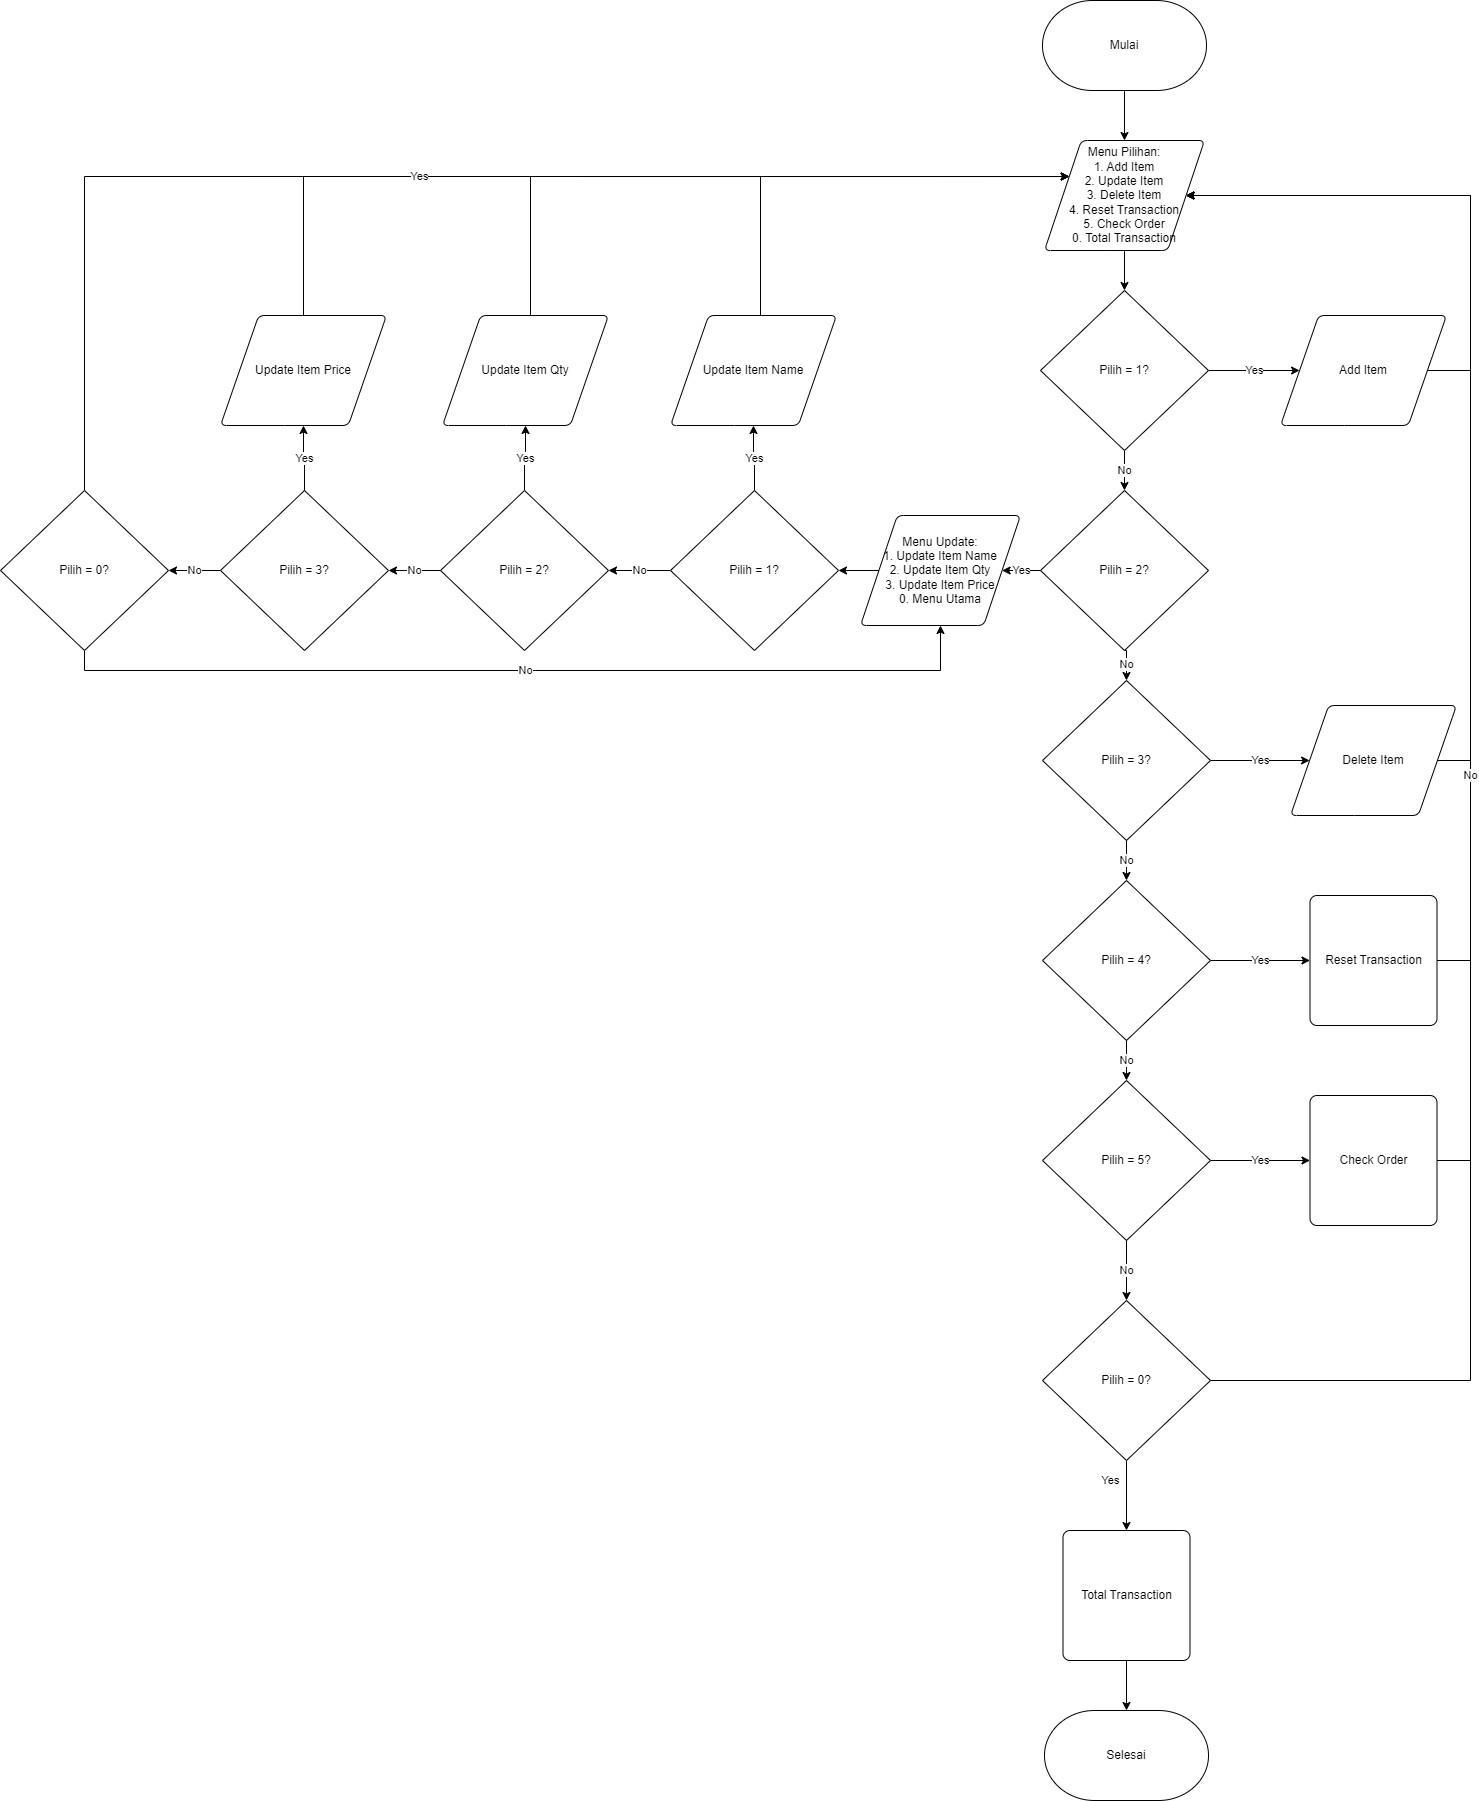 Mulai
Menu Pilihan:
1. Add Item
2. Update Item
3. Delete Item
4. Reset Transaction
5. Check Order
0. Total Transaction
Yes
Update Item Price
Update Item Qty
Update Item Name
Pilih = 1?
Yes
Add Item
Yes
Yes
Yes
No
Pilih = 0?
No
Pilih = 3?
No
Pilih = 2?
No
Pilih = 1?
Menu Update:
1. Update Item Name
2. Update Item Qty
3. Update Item Price
0. Menu Utama
Yes
Pilih = 2?
No
No
Pilih = 3?
Yes
Delete Item
No
No
Pilih = 4?
Yes
Reset Transaction
No
Pilih = 5?
Yes
Check Order
No
Pilih = 0?
Yes
Total Transaction
Selesai